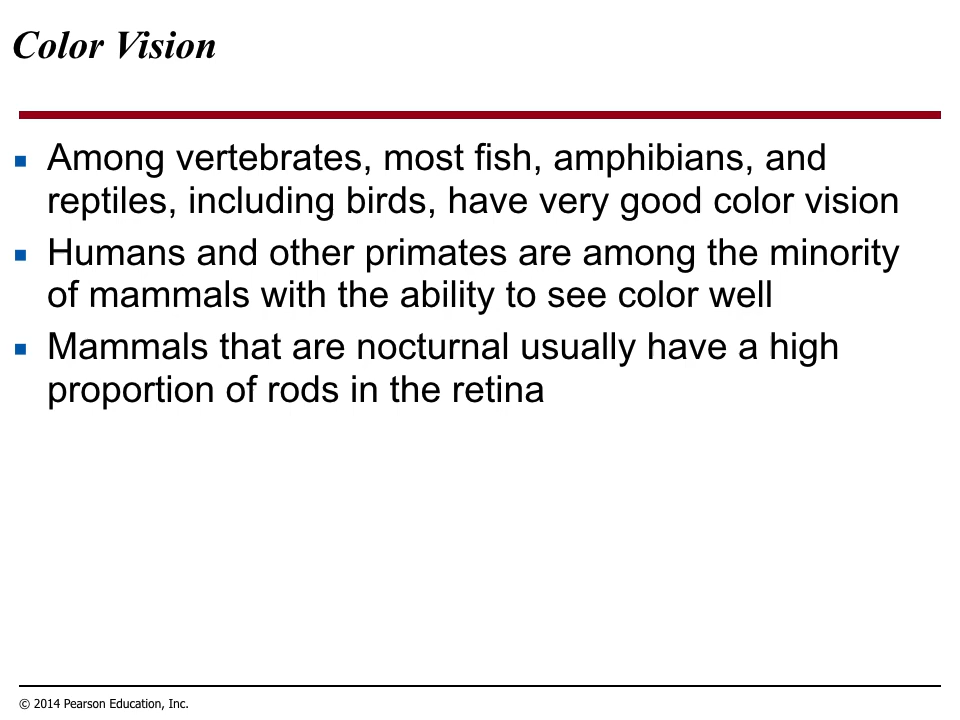 Color Vision
Among vertebrates, most fish, amphibians, and
reptiles, including birds, have very good color vision
Humans and other primates are among the minority
of mammals with the ability to see color well
Mammals that are nocturnal usually have a high
proportion of rods in the retina
© 2014 Pearson Education, Inc.